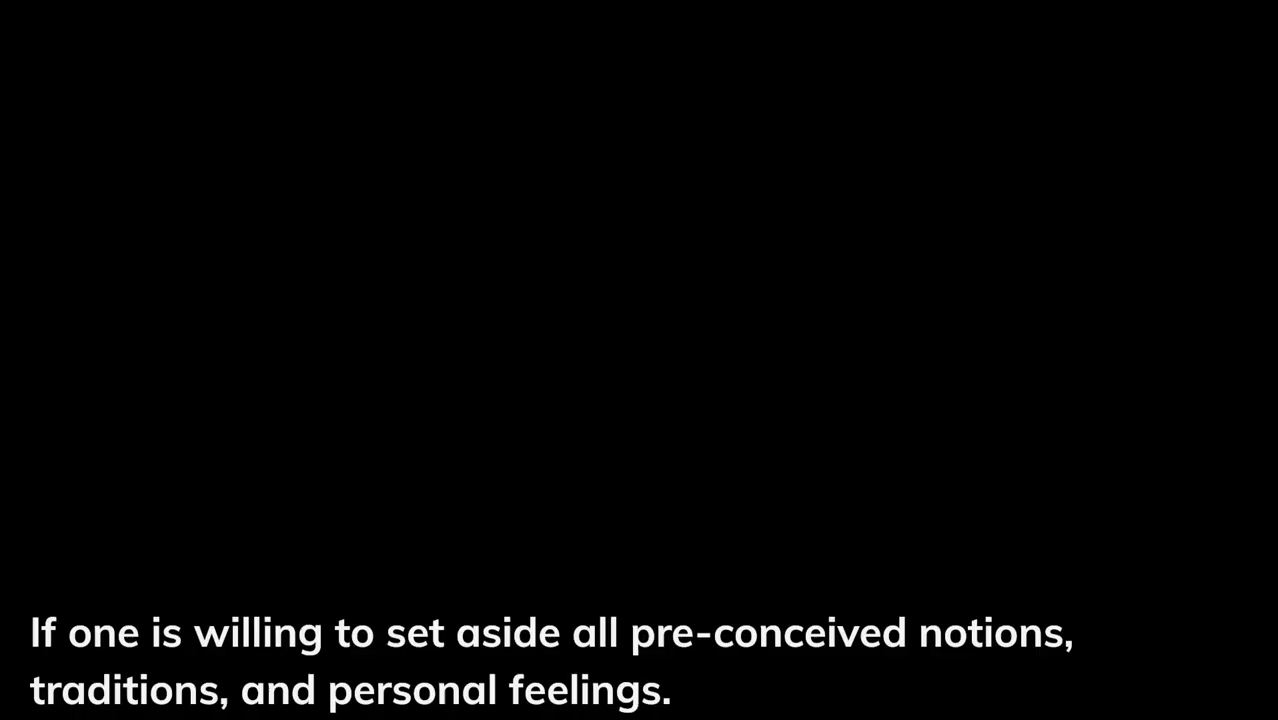 If one is willing to set aside all pre-conceived notions,
traditions, and personal feelings.